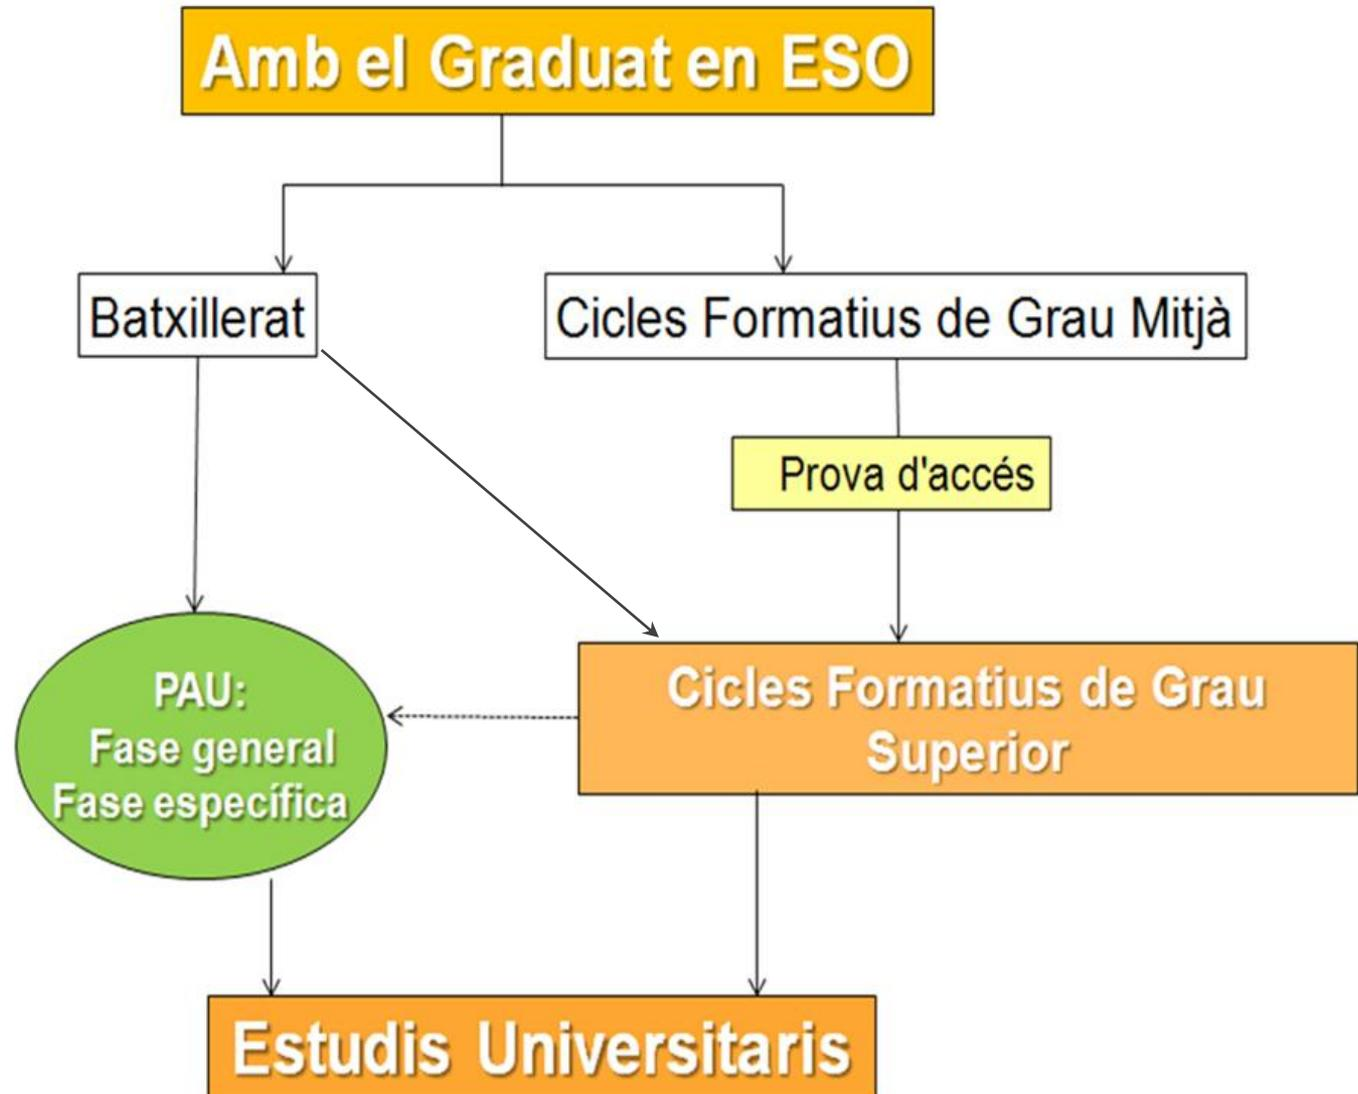 Amb el Graduat en ESO
Batxillerat
Cicles Formatius de Grau Mitjà
Prova d'accés
PAU:
Fase general
Fase específica
Cicles Formatius de Grau
Superior
Estudis Universitaris